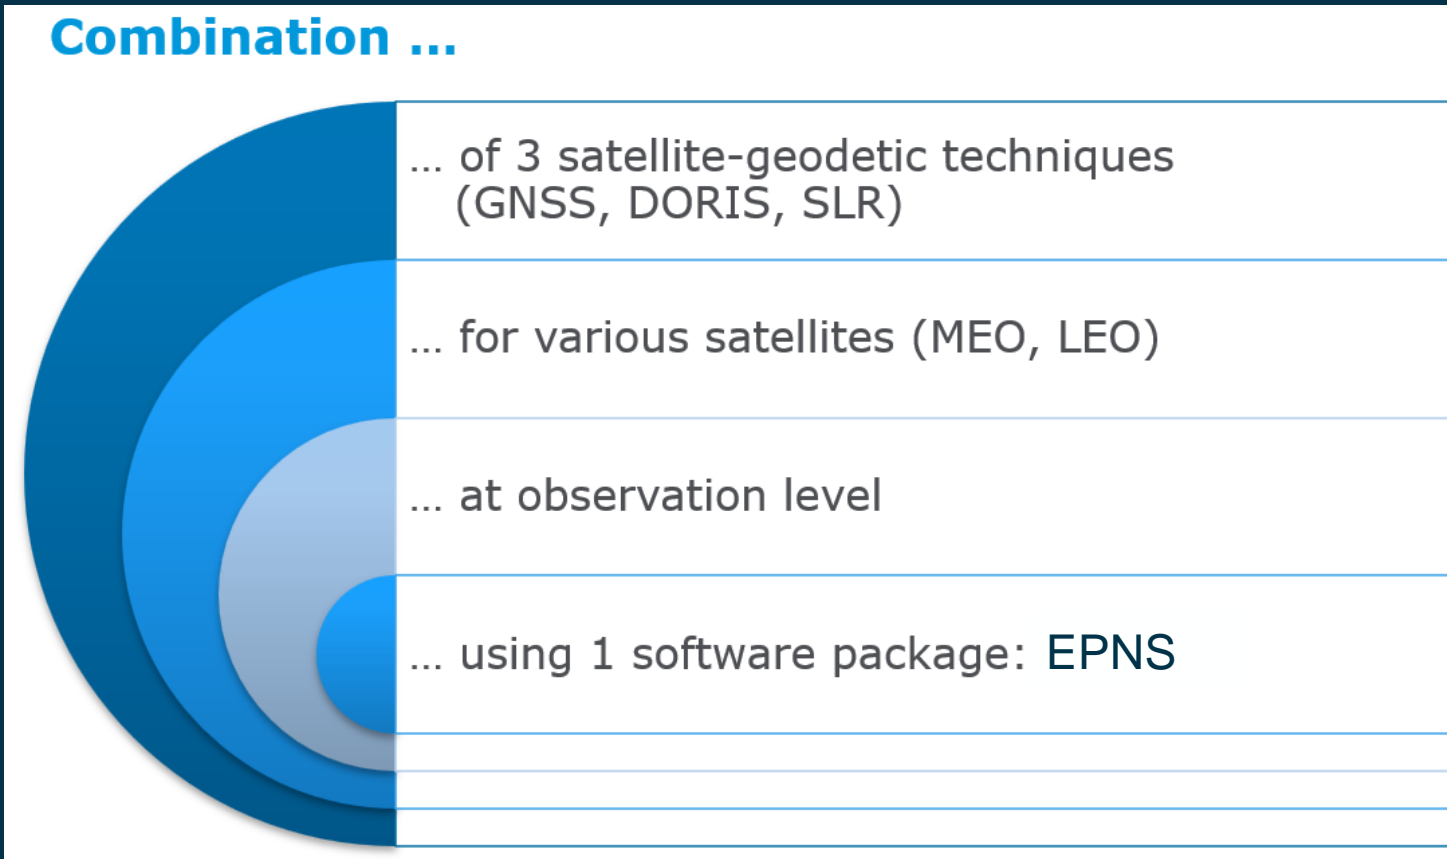 Combination ...
... of 3 satellite-geodetic techniques
(GNSS, DORIS, SLR)
... for various satellites (MEO, LEO)
... at observation level
... using 1 software package: EPNS